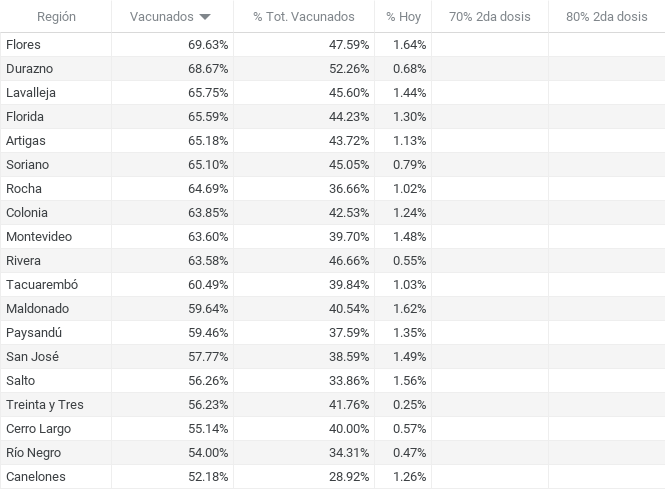 Región Vacunados % Tot. Vacunados % Hoy 70% 2da dosis 80% 2da dosis
Flores 69.63% 47.59% 1.64%
Durazno 68.67% 52.26% 0.68%
Lavalleja 65.75% 45.60% 1.44%
Florida 65.59% 44.23% 1.30%
Artigas 65.18% 43.72% 1.13%
Soriano 65.10% 45.05% 0.79%
Rocha 64.69% 36.66% 1.02%
Colonia 63.85% 42.53% 1.24%
Montevideo 63.60% 39.70% 1.48%
Rivera 63.58% 46.66% 0.55%
Tacuarembó 60.49% 39.84% 1.03%
Maldonado 59.64% 40.54% 1.62%
Paysandú 59.46% 37.59% 1.35%
San José 57.77% 38.59% 1.49%
Salto 56.26% 33.86% 1.56%
Treinta y Tres 56.23% 41.76% 0.25%
Cerro Largo 55.14% 40.00% 0.57%
Río Negro 54.00% 34.31% 0.47%
Canelones 52.18% 28.92% 1.26%